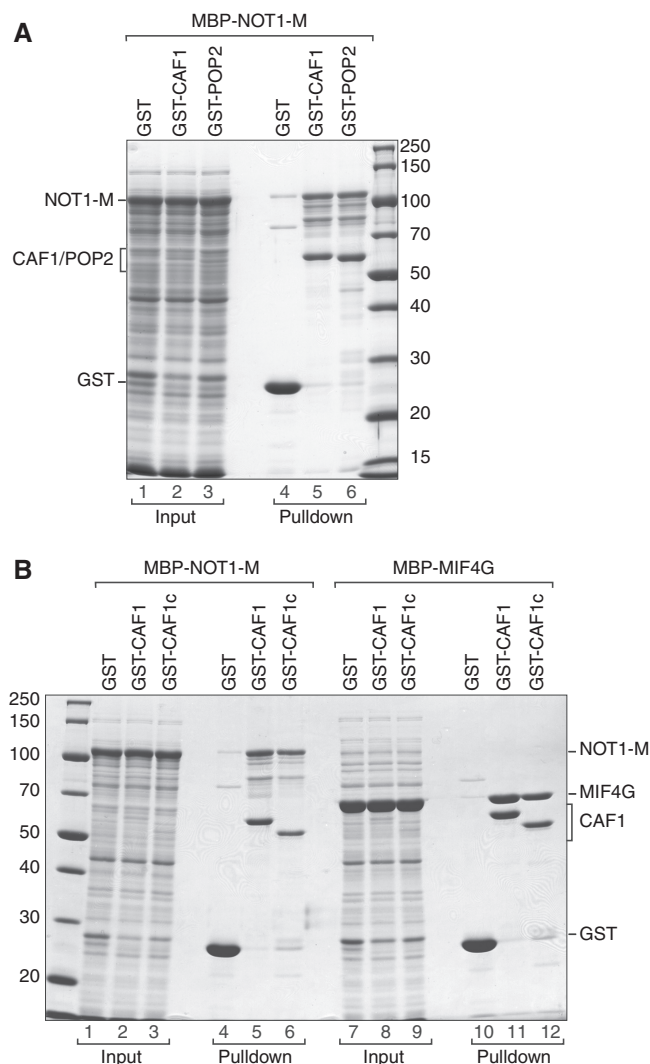 A
MBP-NOT1-M
GST
GST-CAF1
GST-POP2
GST
GST-CAF1
GST-POP2
250
150
NOT1-M
100
70
CAF1/POP2
50
40
30
GST
20
15
1 2 3 4 5 6
Input Pulldown
B
MBP-NOT1-M MBP-MIF4G
GST
GST-CAF1
GST-CAF1c
GST
GST-CAF1
GST-CAF1c
GST
GST-CAF1
GST-CAF1c
GST
GST-CAF1
GST-CAF1c
250
150
100 NOT1-M
70 MIF4G
50 CAF1
40
30 GST
20
1 2 3 4 5 6 7 8 9 10 11 12
Input Pulldown Input Pulldown